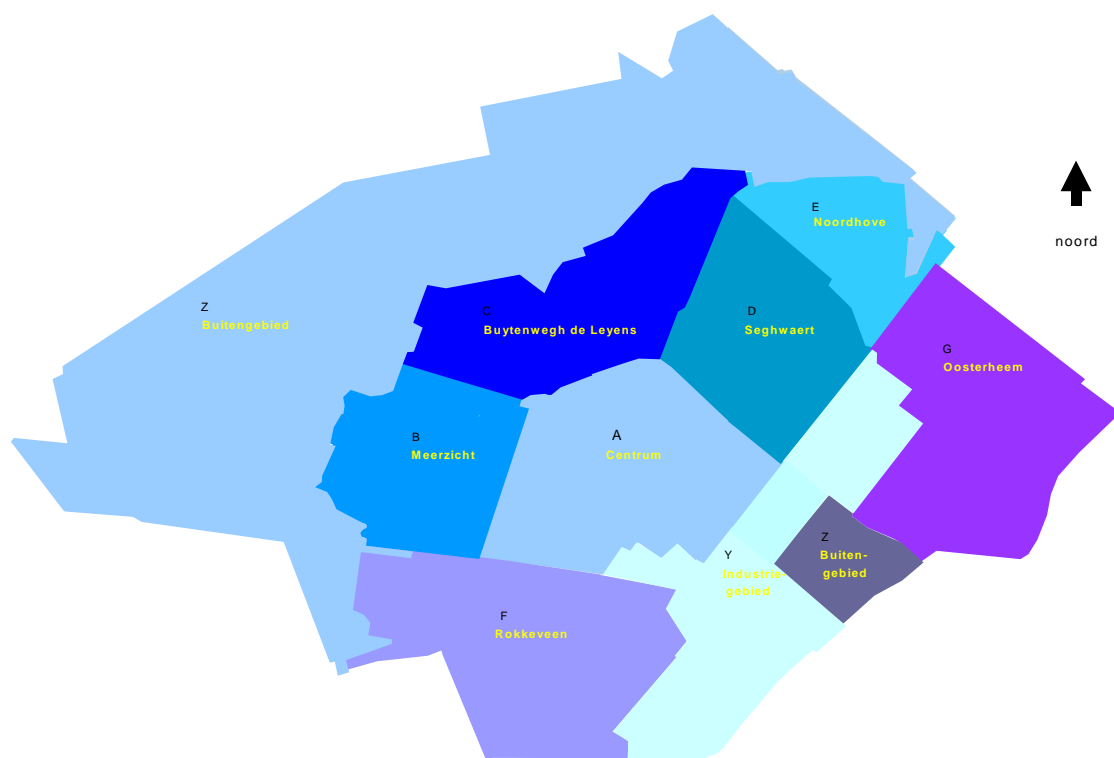 E
Noordhove
noord
Z
Buitengebied
C
Buytenwegh de Leyens
D
Seghwaert
G
Oosterheem
B
Meerzicht
A
Centrum
Z
Buiten-
gebied
Y
Industrie-
gebied
F
Rokkeveen